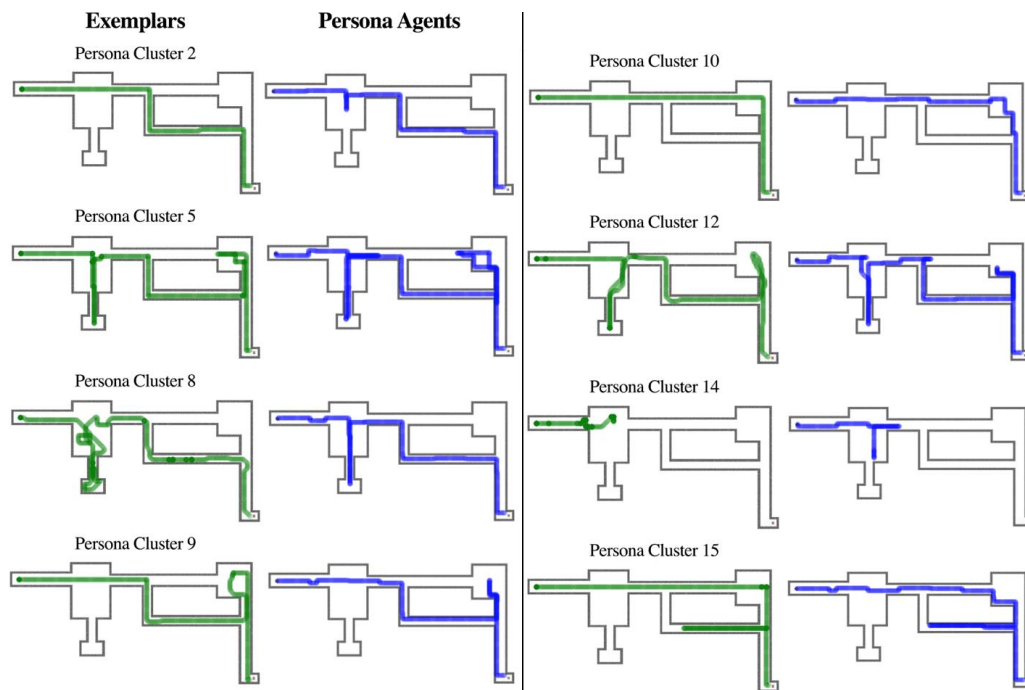 Exemplars
Persona Agents
Persona Cluster 2
Persona Cluster 5
Persona Cluster 8
Persona Cluster 9
Persona Cluster 10
Persona Cluster 12
Persona Cluster 14
Persona Cluster 15